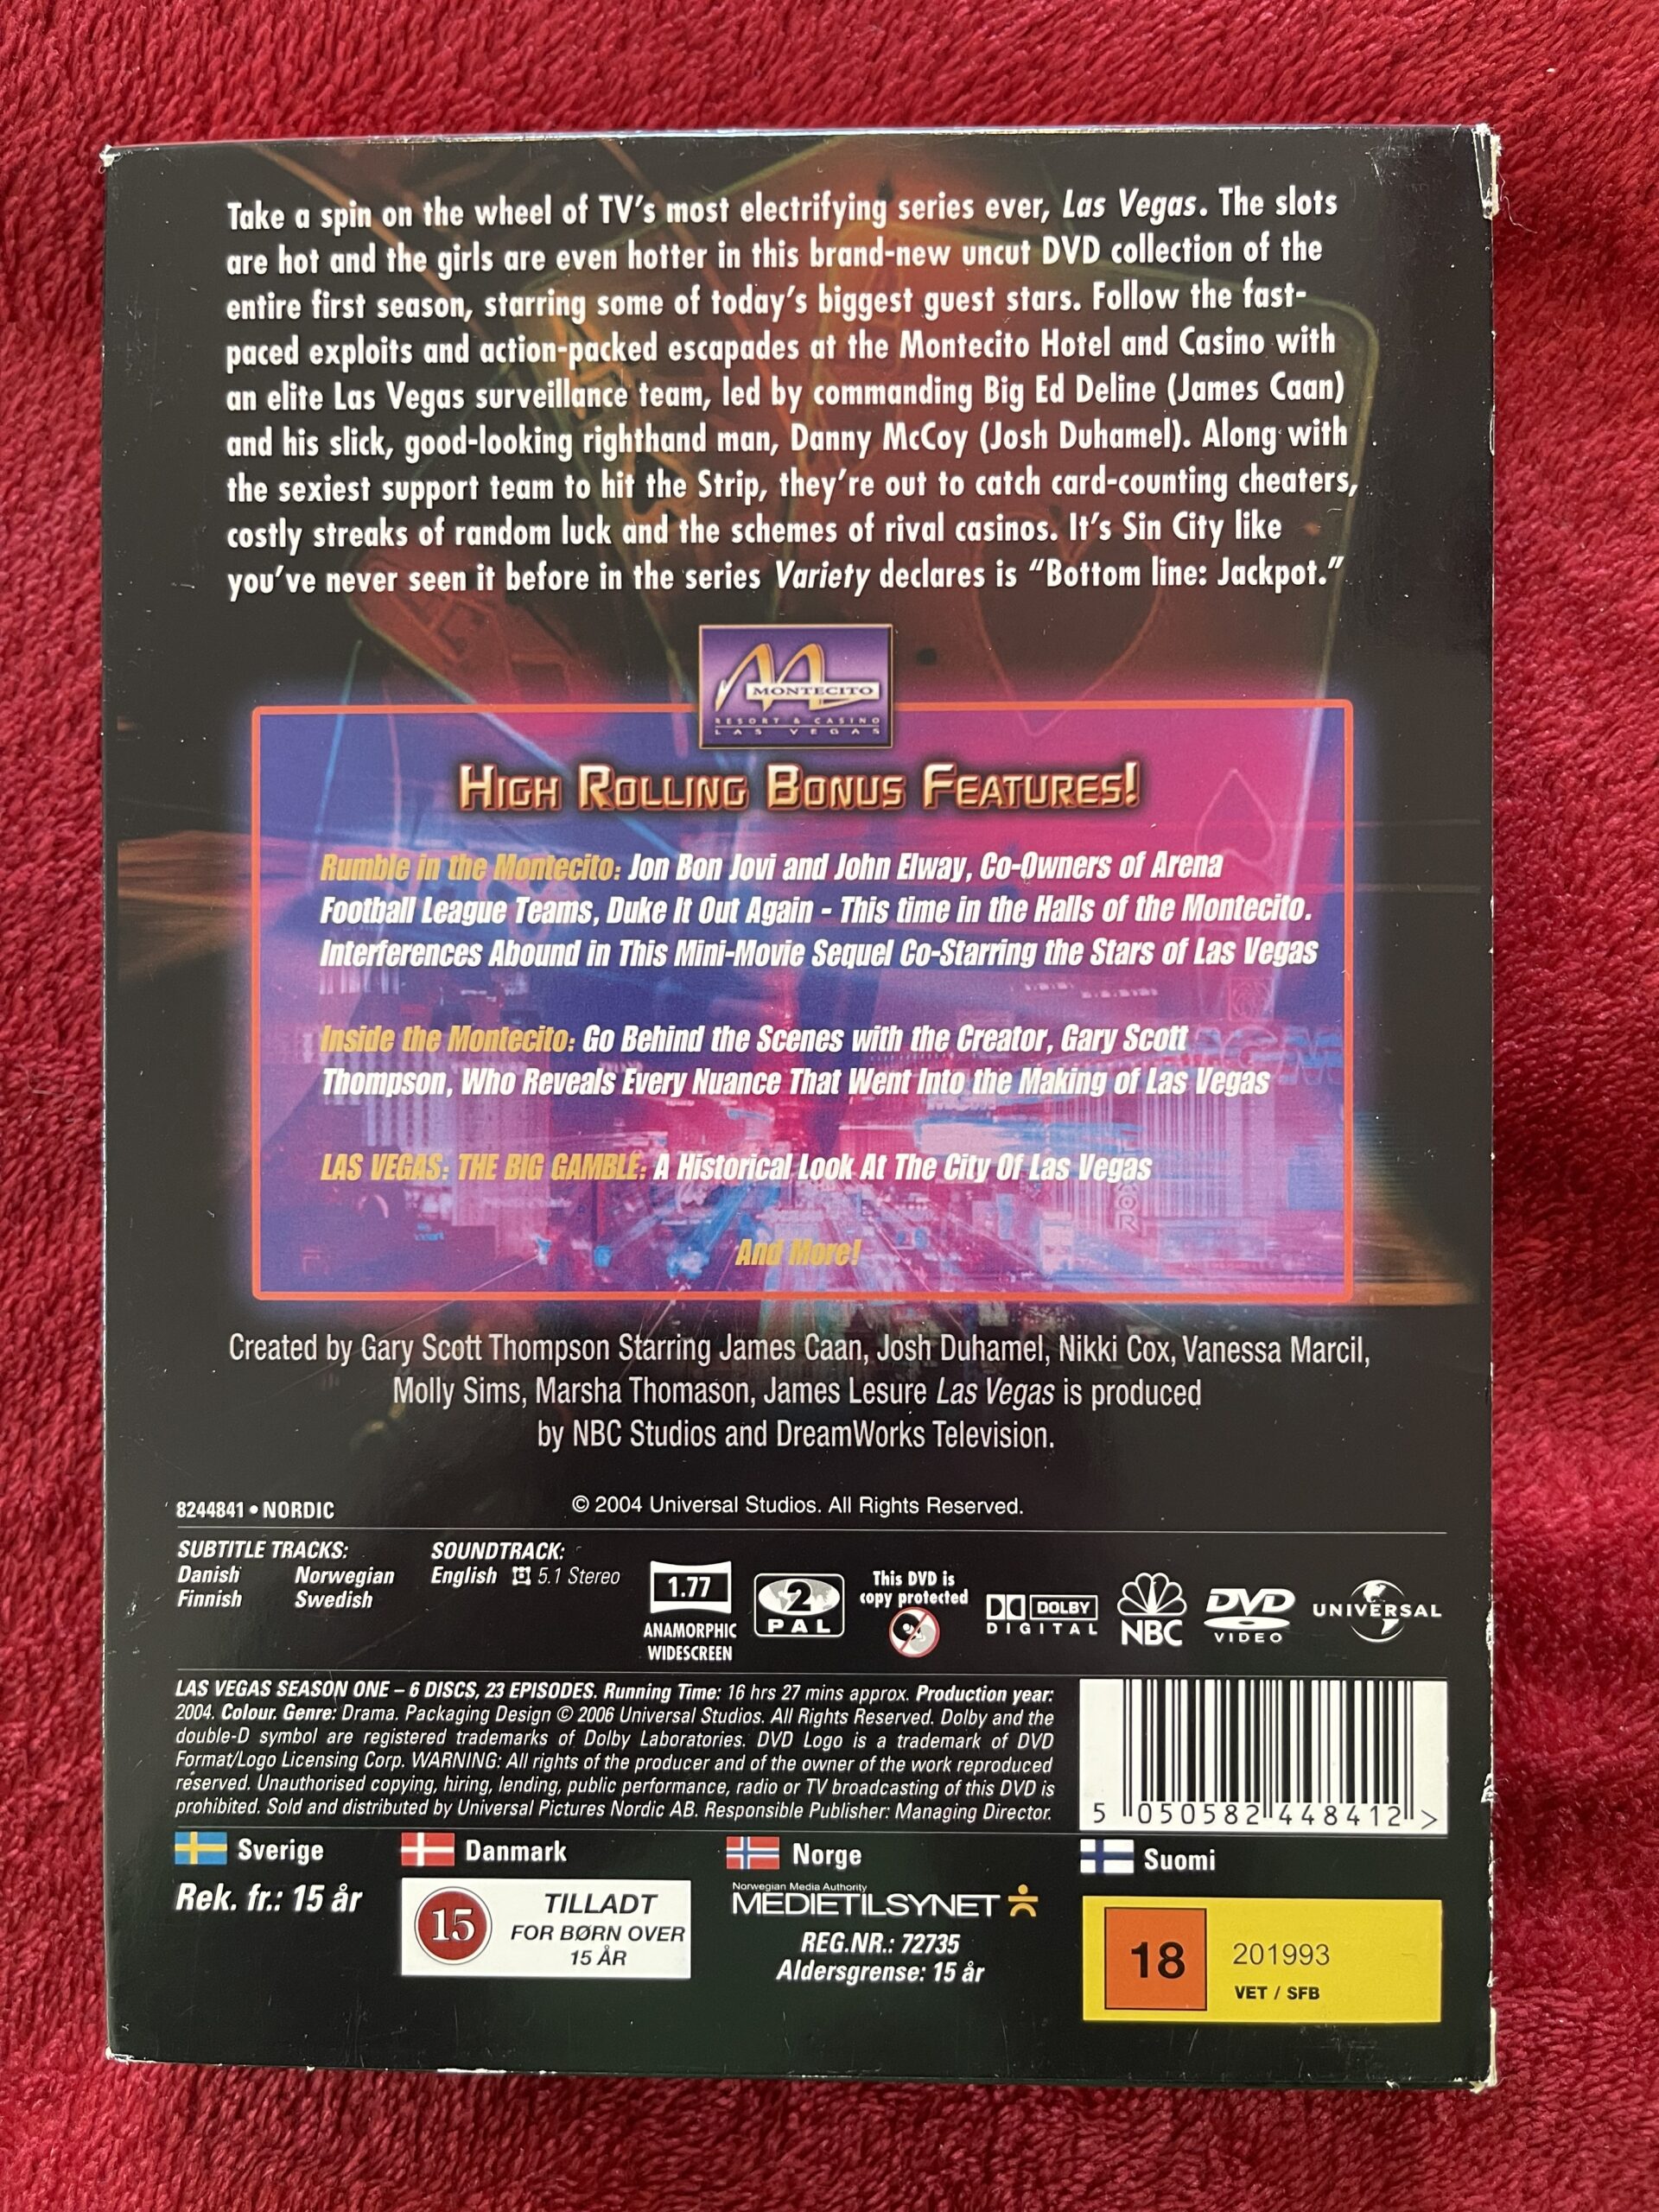 Take a spin on the wheel of TV's most electrifying series ever, Las Vegas. The slots
are hot and the girls are even hotter in this brand-new uncut DVD collection of the
entire first season, starring some of today's biggest guest stars. Follow the fast-
paced exploits and action-packed escapades at the Montecito Hotel and Casino with
an elite Las Vegas surveillance team, led by commanding Big Ed Deline (James Caan)
and his slick, good-looking righthand man, Danny McCoy (Josh Duhamel). Along with
the sexiest support team to hit the Strip, they're out to catch card-counting cheaters,
costly streaks of random luck and the schemes of rival casinos. It's Sin City like
you've never seen it before in the series Variety declares is “Bottom line: Jackpot.”
MONTECITO
RESORT & CASINO
LAS VEGAS
HIGH ROLLING BONUS FEATURES!
Rumble in the Montecito: Jon Bon Jovi and John Elway, Co-Owners of Arena
Football League Teams, Duke It Out Again - This time in the Halls of the Montecito.
Interferences Abound in This Mini-Movie Sequel Co-Starring the Stars of Las Vegas
Inside the Montecito: Go Behind the Scenes with the Creator, Gary Scott
Thompson, Who Reveals Every Nuance That Went Into the Making of Las Vegas
LAS VEGAS: THE BIG GAMBLE: A Historical Look At The City Of Las Vegas
And More!
Created by Gary Scott Thompson Starring James Caan, Josh Duhamel, Nikki Cox, Vanessa Marcil,
Molly Sims, Marsha Thomason, James Lesure Las Vegas is produced
by NBC Studios and DreamWorks Television.
8244841 • NORDIC
© 2004 Universal Studios. All Rights Reserved.
SUBTITLE TRACKS:
Danish Norwegian
Finnish Swedish
SOUNDTRACK:
English 5.1 Stereo
1.77
ANAMORPHIC
WIDESCREEN
2
PAL
This DVD is
copy protected
DOLBY
DIGITAL
NBC
DVD
VIDEO
UNIVERSAL
LAS VEGAS SEASON ONE – 6 DISCS, 23 EPISODES. Running Time: 16 hrs 27 mins approx. Production year:
2004. Colour. Genre: Drama. Packaging Design © 2006 Universal Studios. All Rights Reserved. Dolby and the
double-D symbol are registered trademarks of Dolby Laboratories. DVD Logo is a trademark of DVD
Format/Logo Licensing Corp. WARNING: All rights of the producer and of the owner of the work reproduced
reserved. Unauthorised copying, hiring, lending, public performance, radio or TV broadcasting of this DVD is
prohibited. Sold and distributed by Universal Pictures Nordic AB. Responsible Publisher: Managing Director.
5 050582 448412 >
Sverige
Rek. fr.: 15 år
Danmark
15
TILLADT
FOR BØRN OVER
15 ÅR
Norge
Norwegian Media Authority
MEDIETILSYNET
REG.NR.: 72735
Aldersgrense: 15 år
Suomi
18
201993
VET / SFB